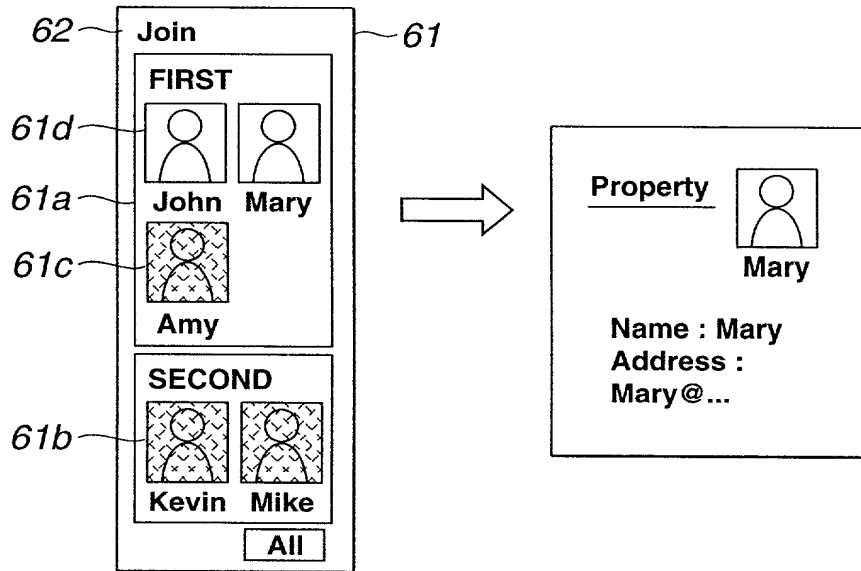 62 Join 61
FIRST
61d
61a John Mary
61c
Amy
SECOND
61b
Kevin Mike
All
Property
Mary
Name : Mary
Address :
Mary@...